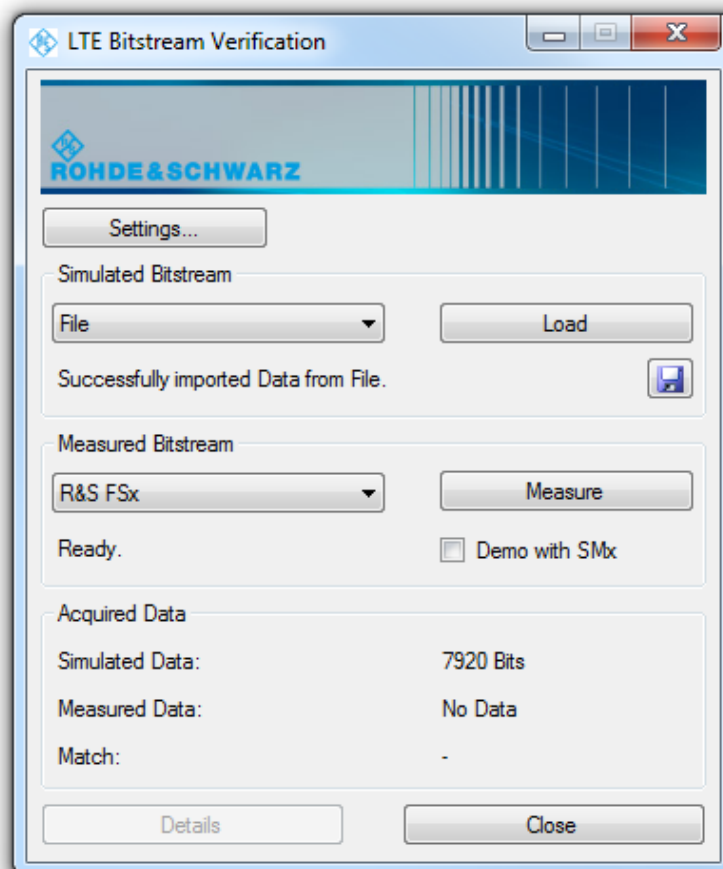 LTE Bitstream Verification
ROHDE&SCHWARZ
Settings...
Simulated Bitstream
File Load
Successfully imported Data from File.
Measured Bitstream
R&S FSx Measure
Ready. Demo with SMx
Acquired Data
Simulated Data: 7920 Bits
Measured Data: No Data
Match: -
Details Close